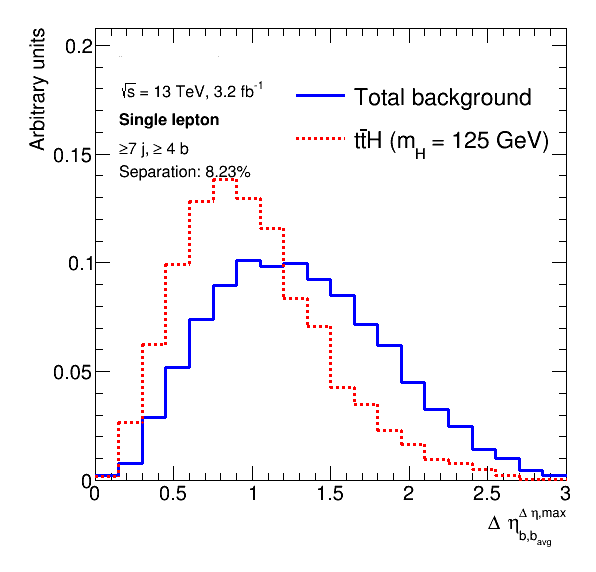 Arbitrary units
0.2
0.15
0.1
0.05
0
√s = 13 TeV, 3.2 fb⁻¹
Single lepton
≥7 j, ≥ 4 b
Separation: 8.23%
Total background
tt̄H (m_H = 125 GeV)
0 0.5 1 1.5 2 2.5 3
Δ η_{b,b_{avg}}^{Δ η,max}